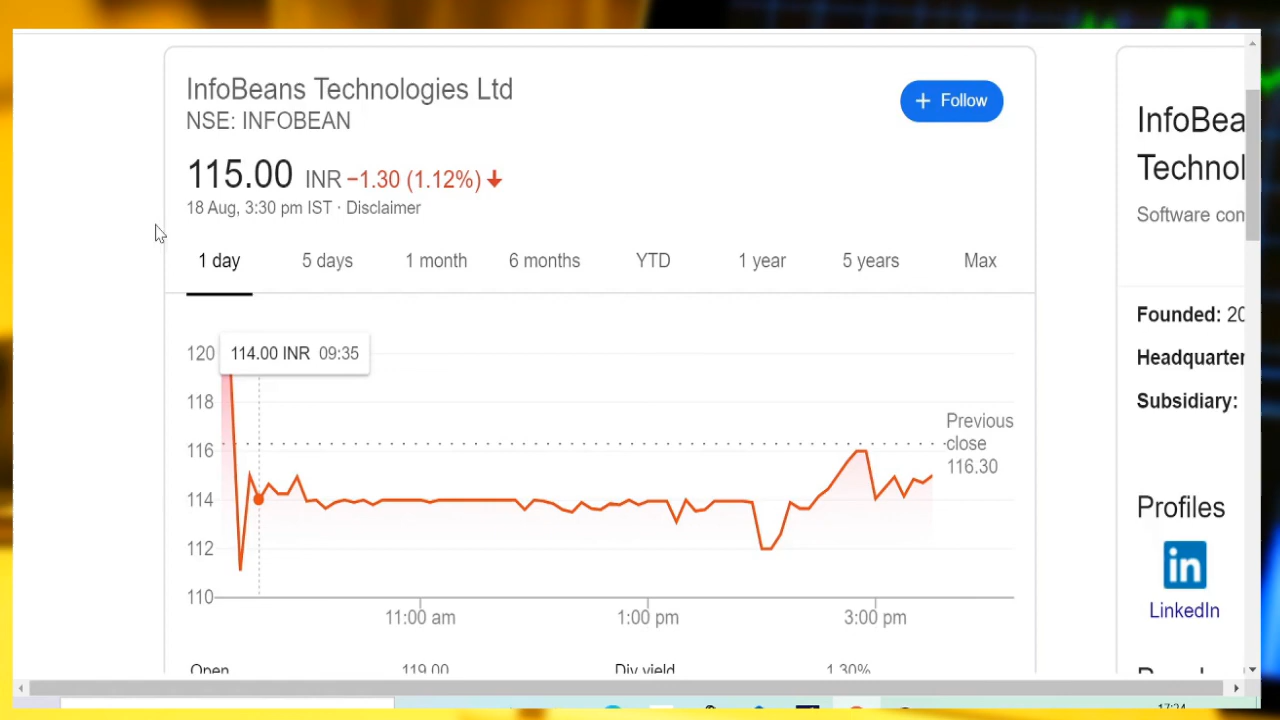 InfoBeans Technologies Ltd
NSE: INFOBEAN
+ Follow
115.00 INR −1.30 (1.12%)
18 Aug, 3:30 pm IST · Disclaimer
1 day 5 days 1 month 6 months YTD 1 year 5 years Max
114.00 INR 09:35
120
118
116
114
112
110
Previous
close
116.30
11:00 am 1:00 pm 3:00 pm
Open 119.00 Div yield 1.30%
InfoBea
Technol
Software con
Founded: 20
Headquarter
Subsidiary:
Profiles
in
LinkedIn
17:24